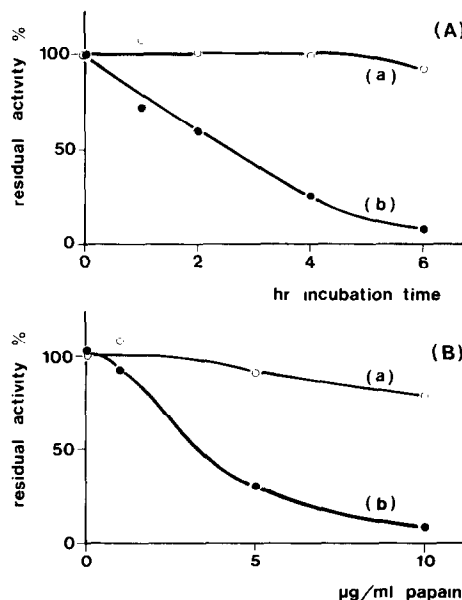 (A)
residual activity %
100
50
0
(a)
(b)
0 2 4 6
hr incubation time
(B)
residual activity %
100
50
0
(a)
(b)
0 5 10
µg/ml papain